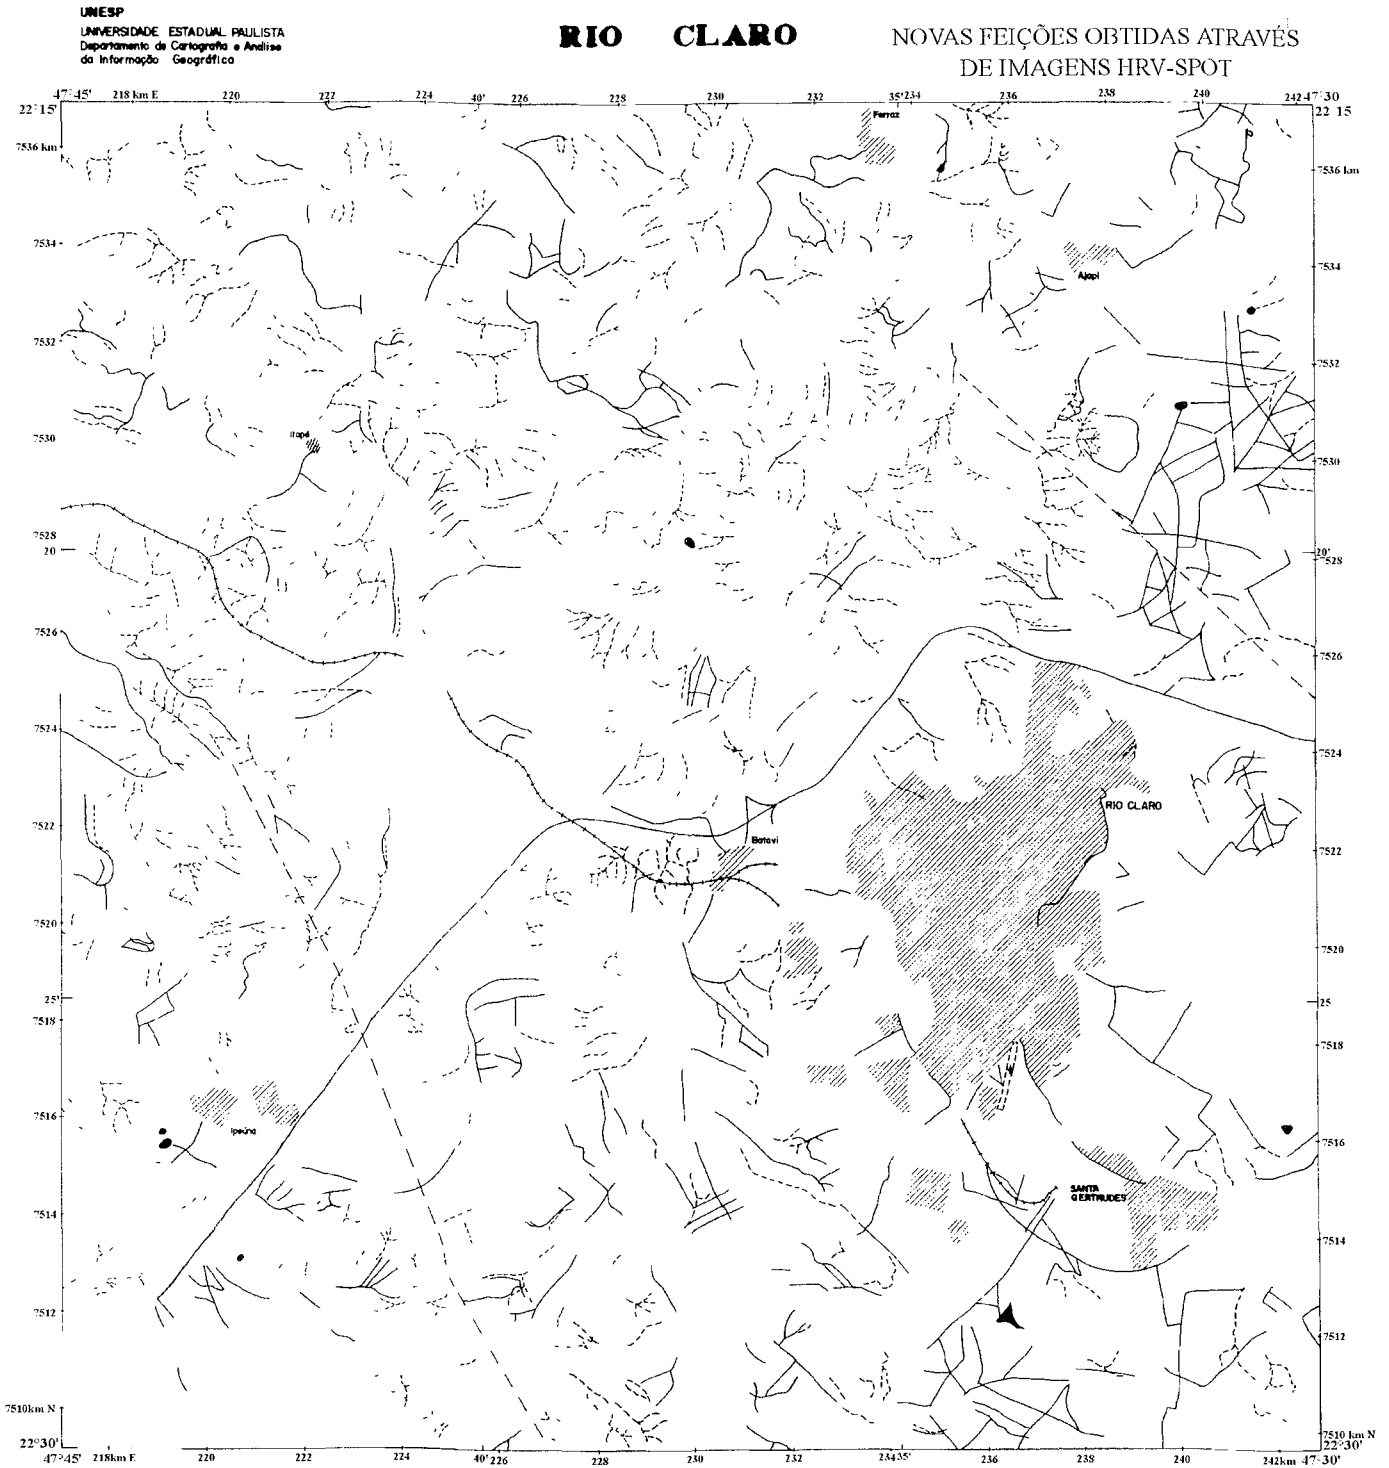 UNESP
UNIVERSIDADE ESTADUAL PAULISTA
Departamento de Cartografia e Análise
da Informação Geográfica
RIO CLARO
NOVAS FEIÇÕES OBTIDAS ATRAVÉS
DE IMAGENS HRV-SPOT
47°45' 218 km E 220 222 224 40' 226 228 230 232 35' 234 236 238 240 242 47°30
22°15' 22 15
7536 km 7536 km
Ferraz
7534 7534
Ajapi
7532 7532
Itapé
7530 7530
7528 7528
20 20'
7526 7526
7524 7524
RIO CLARO
7522 7522
Batovi
7520 7520
25' 25
7518 7518
7516 7516
Ipeúna
SANTA
GERTRUDES
7514 7514
7512 7512
7510km N 7510 km N
22°30' 22°30'
47°45' 218km E 220 222 224 40' 226 228 230 232 234 35' 236 238 240 242km 47°30'